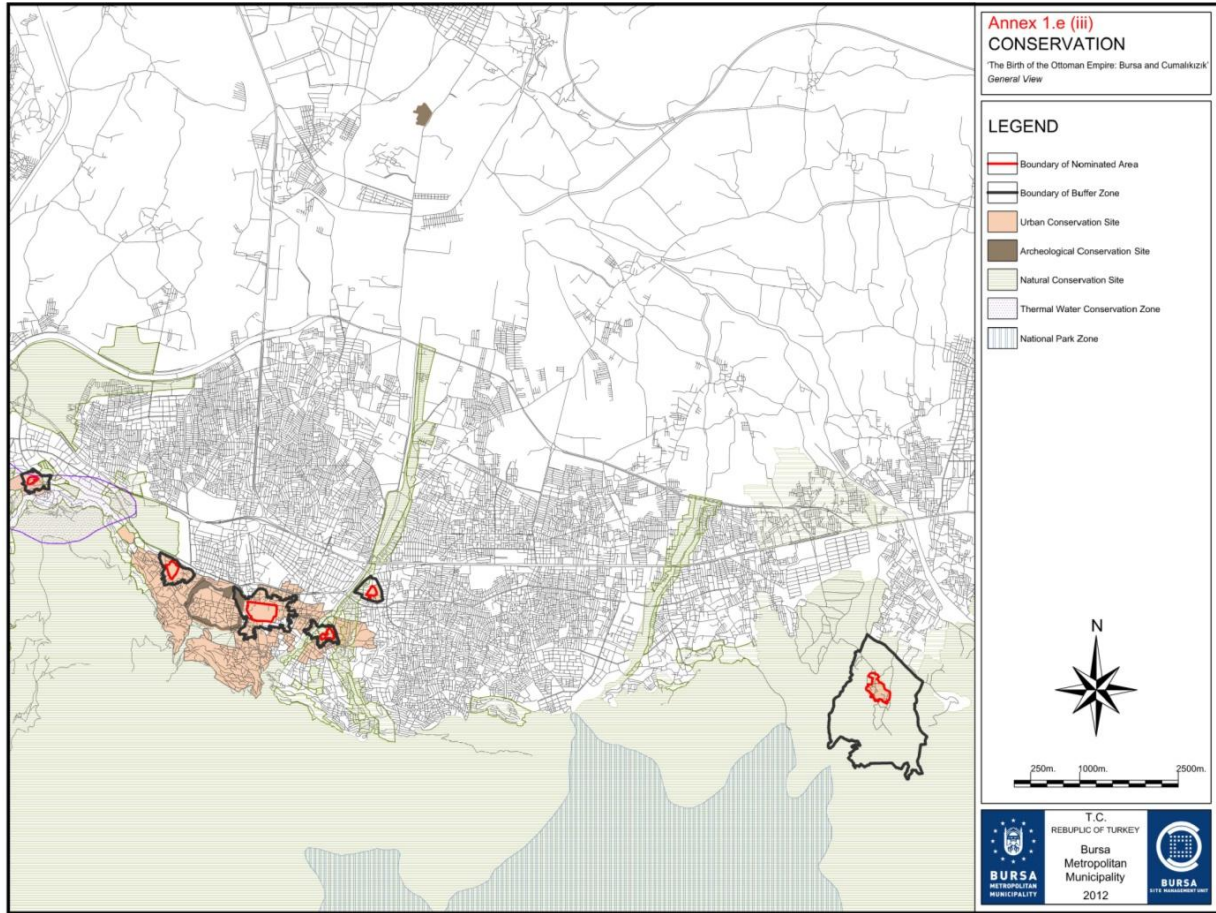 Annex 1.e (iii)
CONSERVATION
'The Birth of the Ottoman Empire: Bursa and Cumalıkızık'
General View
LEGEND
Boundary of Nominated Area
Boundary of Buffer Zone
Urban Conservation Site
Archeological Conservation Site
Natural Conservation Site
Thermal Water Conservation Zone
National Park Zone
N
250m. 1000m. 2500m.
BURSA
METROPOLITAN
MUNICIPALITY
T.C.
REBUPLIC OF TURKEY
Bursa
Metropolitan
Municipality
2012
BURSA
SITE MANAGEMENT UNIT